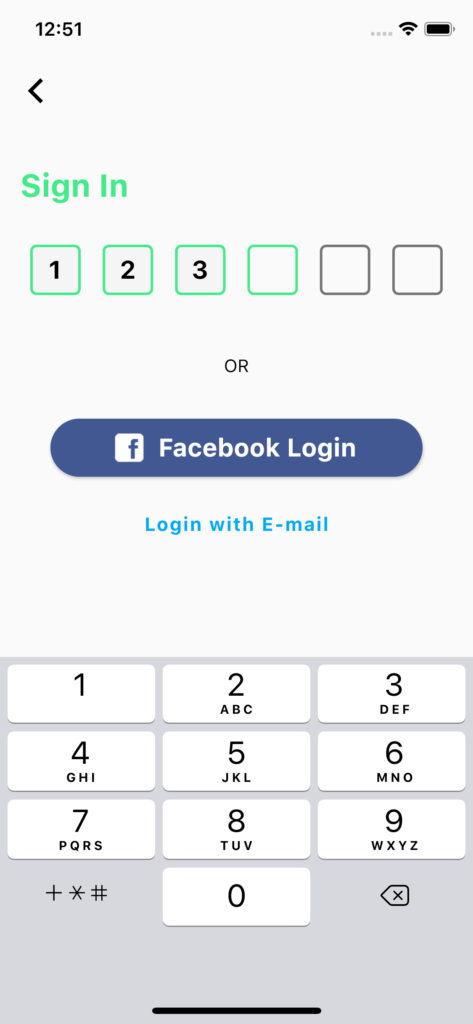 12:51
Sign In
1 2 3
OR
f Facebook Login
Login with E-mail
1 2 3
ABC DEF
4 5 6
GHI JKL MNO
7 8 9
PQRS TUV WXYZ
+*# 0